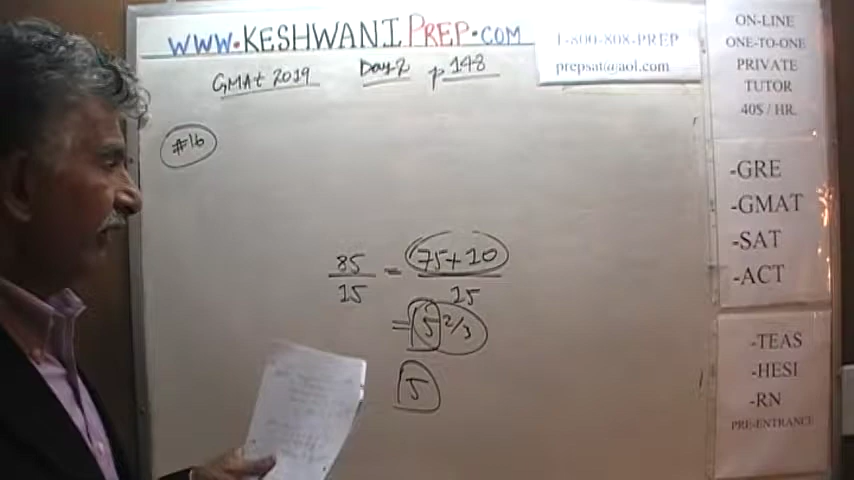 WWW.KESHWANIPREP.COM
1-800-808-PREP
prepsat@aol.com
GMAt 2019 Day 2 p 148
#16
85/15 = 75+10/15
= 5 2/3
5
ON-LINE
ONE-TO-ONE
PRIVATE
TUTOR
40$ / HR.
-GRE
-GMAT
-SAT
-ACT
-TEAS
-HESI
-RN
PRE-ENTRANCE